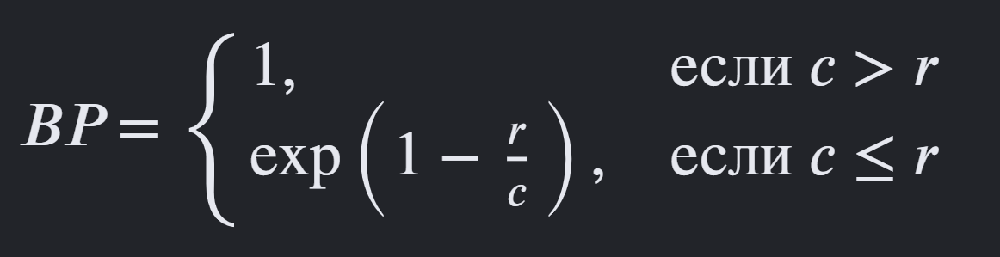 BP = { 1, если c > r
exp ( 1 − r/c ) , если c ≤ r